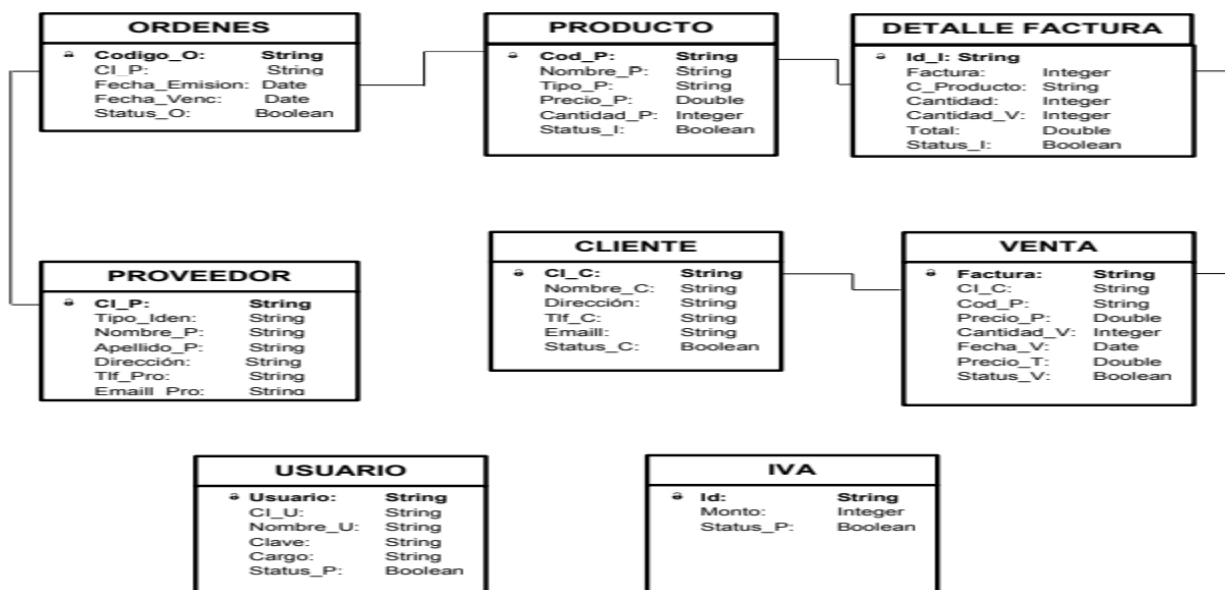 ORDENES
Codigo_O: String
CI_P: String
Fecha_Emision: Date
Fecha_Venc: Date
Status_O: Boolean
PRODUCTO
Cod_P: String
Nombre_P: String
Tipo_P: String
Precio_P: Double
Cantidad_P: Integer
Status_I: Boolean
DETALLE FACTURA
Id_I: String
Factura: Integer
C_Producto: String
Cantidad: Integer
Cantidad_V: Integer
Total: Double
Status_I: Boolean
PROVEEDOR
CI_P: String
Tipo_Iden: String
Nombre_P: String
Apellido_P: String
Dirección: String
Tlf_Pro: String
Emaill_Pro: String
CLIENTE
CI_C: String
Nombre_C: String
Dirección: String
Tlf_C: String
Emaill: String
Status_C: Boolean
VENTA
Factura: String
CI_C: String
Cod_P: String
Precio_P: Double
Cantidad_V: Integer
Fecha_V: Date
Precio_T: Double
Status_V: Boolean
USUARIO
Usuario: String
CI_U: String
Nombre_U: String
Clave: String
Cargo: String
Status_P: Boolean
IVA
Id: String
Monto: Integer
Status_P: Boolean